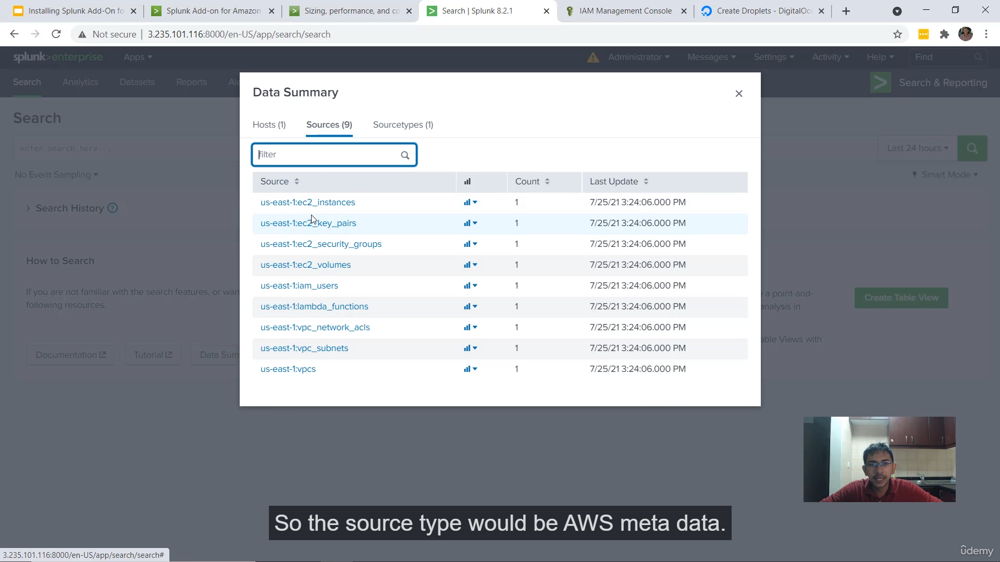 Installing Splunk Add-On fo
Splunk Add-on for Amazon
Sizing, performance, and co
Search | Splunk 8.2.1
IAM Management Console
Create Droplets - DigitalOce
Not secure | 3.235.101.116:8000/en-US/app/search/search
splunk>enterprise Apps
Administrator Messages Settings Activity Help Find
Search Analytics Datasets Reports Ale
Search & Reporting
Search
enter search here...
Last 24 hours
No Event Sampling
Smart Mode
Search History ?
How to Search
If you are not familiar with the search features, or wan
following resources.
Documentation Tutorial Data Sum
e a point-and-
analysis in
Create Table View
able Views with
Data Summary
Hosts (1) Sources (9) Sourcetypes (1)
filter
Source Count Last Update
us-east-1:ec2_instances 1 7/25/21 3:24:06.000 PM
us-east-1:ec2_key_pairs 1 7/25/21 3:24:06.000 PM
us-east-1:ec2_security_groups 1 7/25/21 3:24:06.000 PM
us-east-1:ec2_volumes 1 7/25/21 3:24:06.000 PM
us-east-1:iam_users 1 7/25/21 3:24:06.000 PM
us-east-1:lambda_functions 1 7/25/21 3:24:06.000 PM
us-east-1:vpc_network_acls 1 7/25/21 3:24:06.000 PM
us-east-1:vpc_subnets 1 7/25/21 3:24:06.000 PM
us-east-1:vpcs 1 7/25/21 3:24:06.000 PM
So the source type would be AWS meta data.
3.235.101.116:8000/en-US/app/search/search#
ûdemy